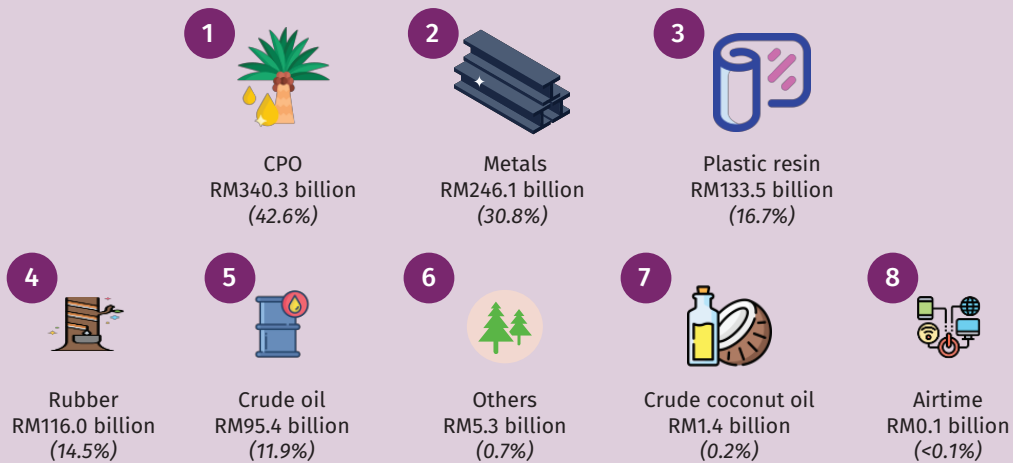 1
2
3
CPO
RM340.3 billion
(42.6%)
Metals
RM246.1 billion
(30.8%)
Plastic resin
RM133.5 billion
(16.7%)
4
5
6
7
8
Rubber
RM116.0 billion
(14.5%)
Crude oil
RM95.4 billion
(11.9%)
Others
RM5.3 billion
(0.7%)
Crude coconut oil
RM1.4 billion
(0.2%)
Airtime
RM0.1 billion
(<0.1%)